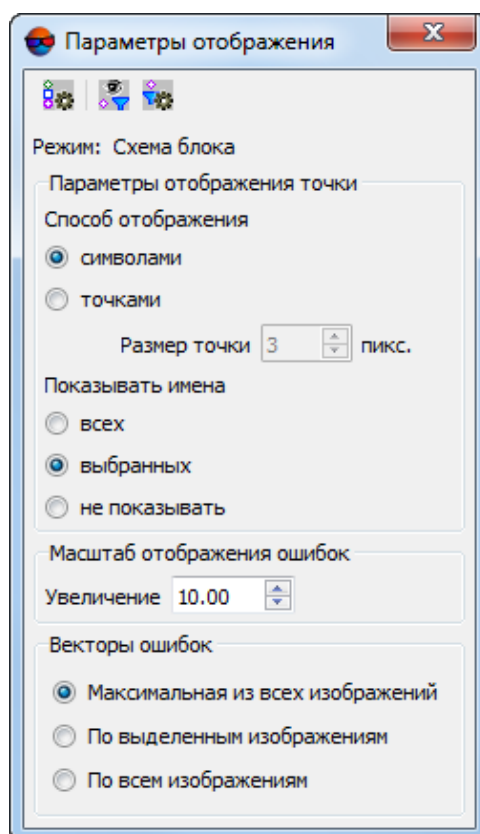 Параметры отображения
Режим: Схема блока
Параметры отображения точки
Способ отображения
символами
точками
Размер точки 3 пикс.
Показывать имена
всех
выбранных
не показывать
Масштаб отображения ошибок
Увеличение 10.00
Векторы ошибок
Максимальная из всех изображений
По выделенным изображениям
По всем изображениям